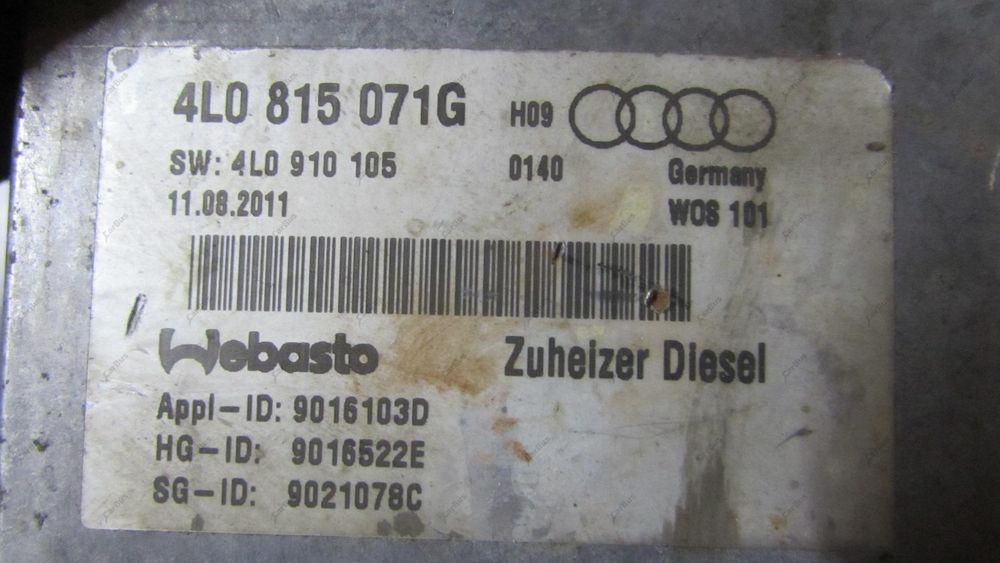 4L0 815 071G H09
SW: 4L0 910 105 0140 Germany
11.08.2011 WOS 101
Webasto Zuheizer Diesel
Appl-ID: 9016103D
HG-ID: 9016522E
SG-ID: 9021078C